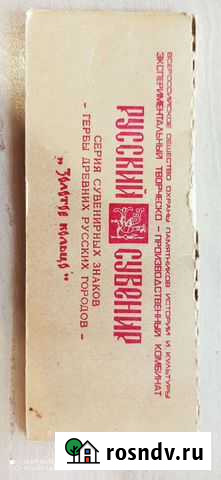 ВСЕРОССИЙСКОЕ ОБЩЕСТВО ОХРАНЫ ПАМЯТНИКОВ ИСТОРИИ И КУЛЬТУРЫ
ЭКСПЕРИМЕНТАЛЬНЫЙ ТВОРЧЕСКО – ПРОИЗВОДСТВЕННЫЙ КОМБИНАТ
РУССКИЙ СУВЕНИР
СЕРИЯ СУВЕНИРНЫХ ЗНАКОВ
– ГЕРБЫ ДРЕВНИХ РУССКИХ ГОРОДОВ –
„Золотое кольцо"
rosndv.ru